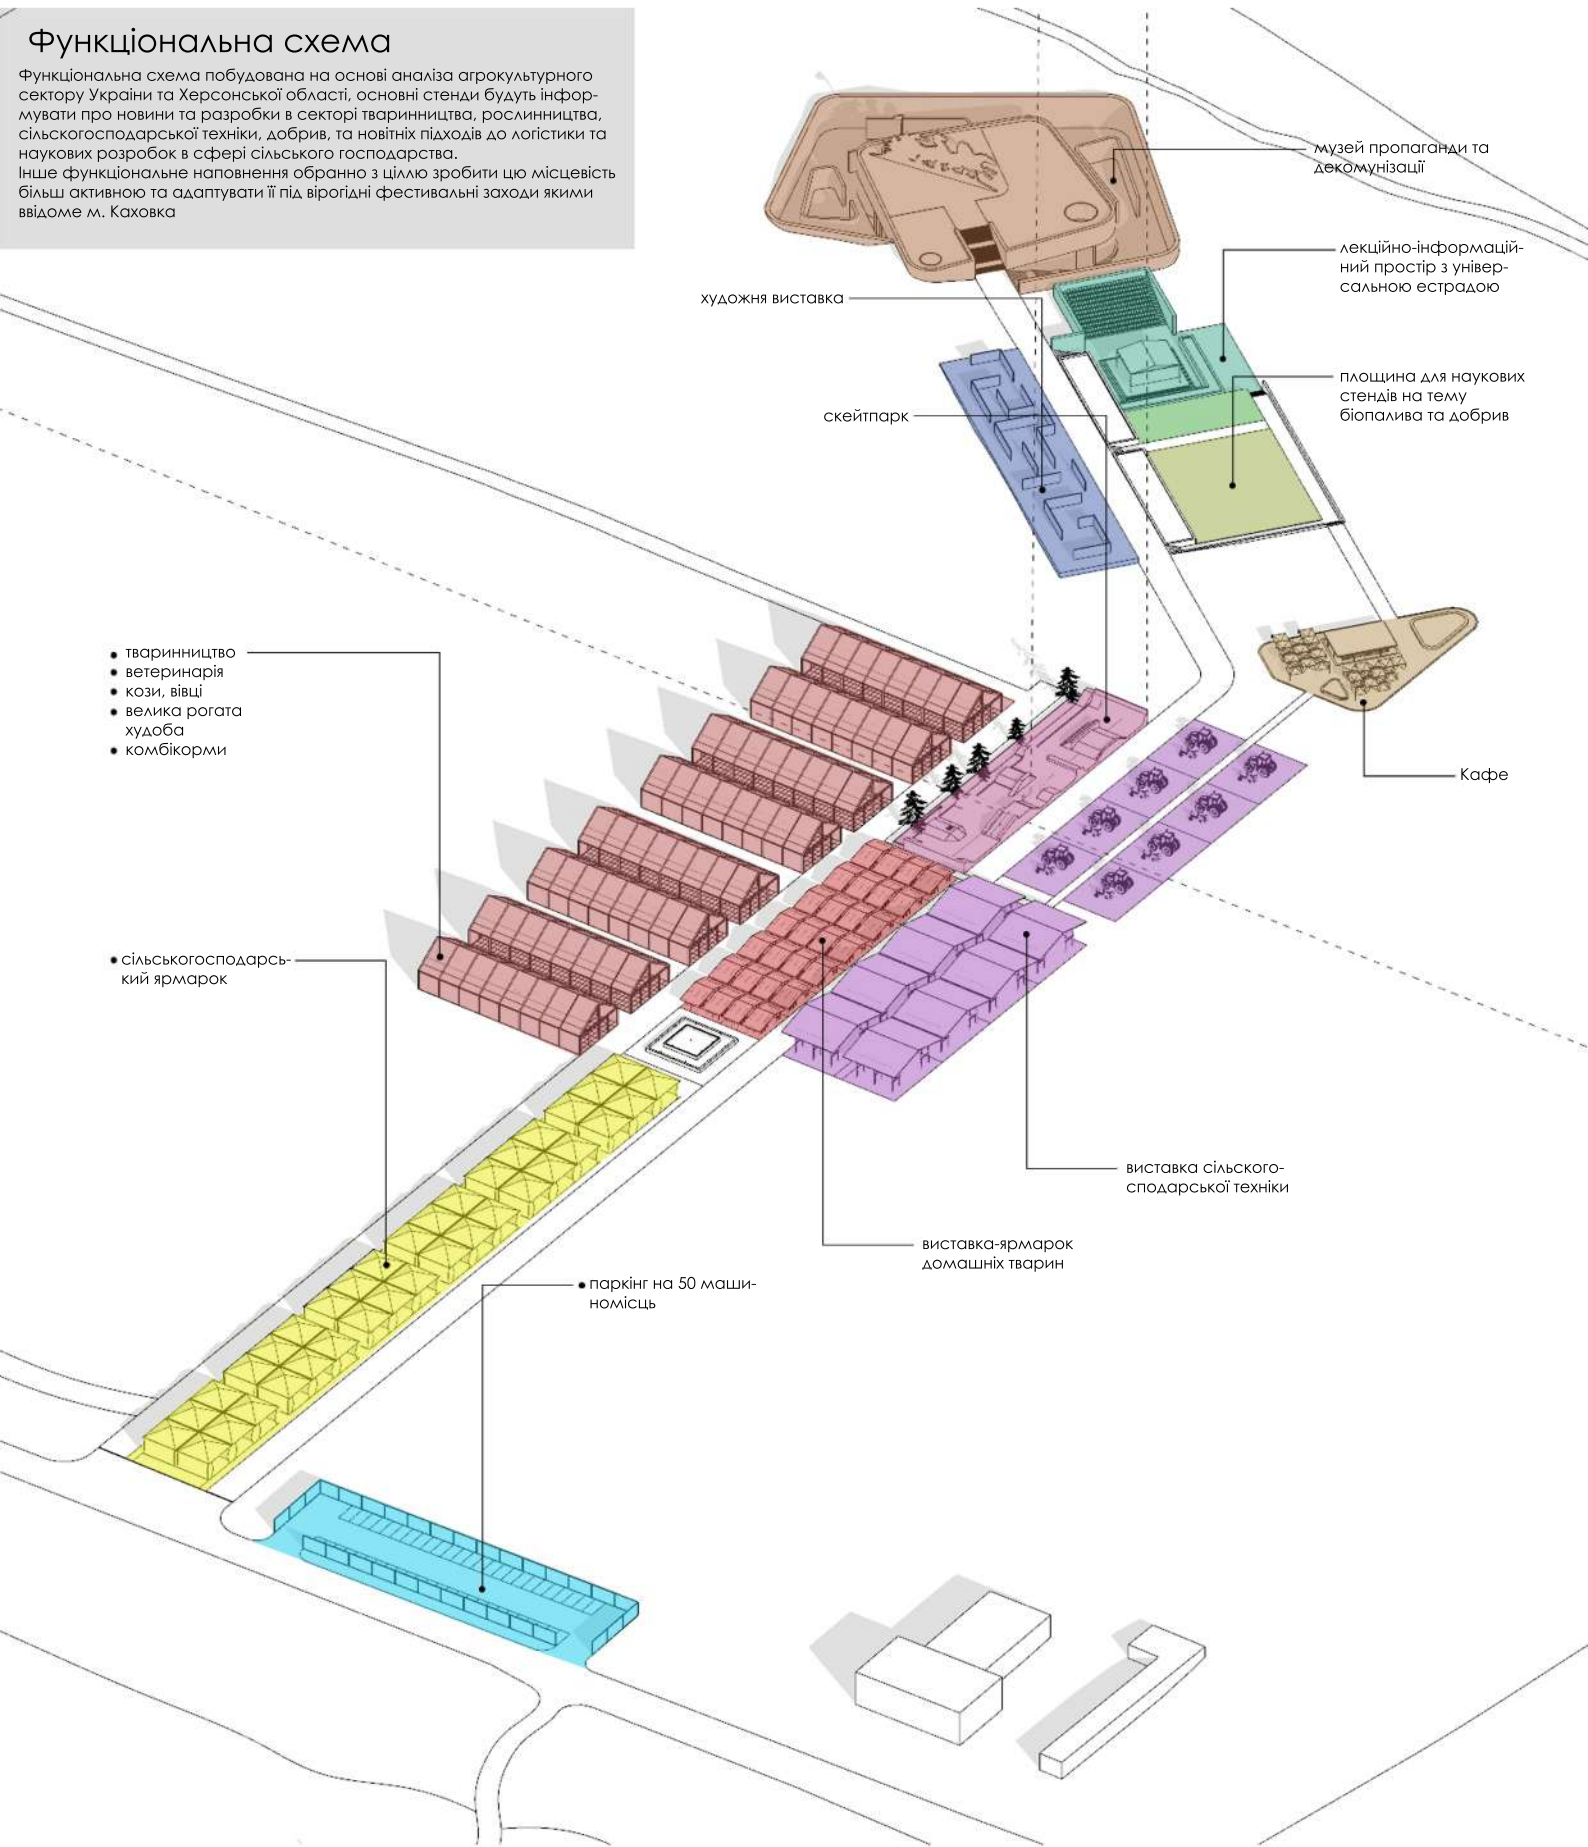 Функціональна схема
Функціональна схема побудована на основі аналіза агрокультурного
сектору України та Херсонської області, основні стенди будуть інфор-
мувати про новини та разробки в секторі тваринництва, рослинництва,
сільскогосподарської техніки, добрив, та новітніх підходів до логістики та
наукових розробок в сфері сільського господарства.
Інше функціональне наповнення обранно з ціллю зробити цю місцевість
більш активною та адаптувати її під вірогідні фестивальні заходи якими
ввідоме м. Каховка
музей пропаганди та
декомунізації
лекційно-інформацій-
ний простір з універ-
сальною естрадою
художня виставка
площина для наукових
стендів на тему
біопалива та добрив
скейтпарк
• тваринництво
• ветеринарія
• кози, вівці
• велика рогата
худоба
• комбікорми
Кафе
• сільськогосподарсь-
кий ярмарок
виставка сільского-
сподарської техніки
виставка-ярмарок
домашніх тварин
• паркінг на 50 маши-
номісць